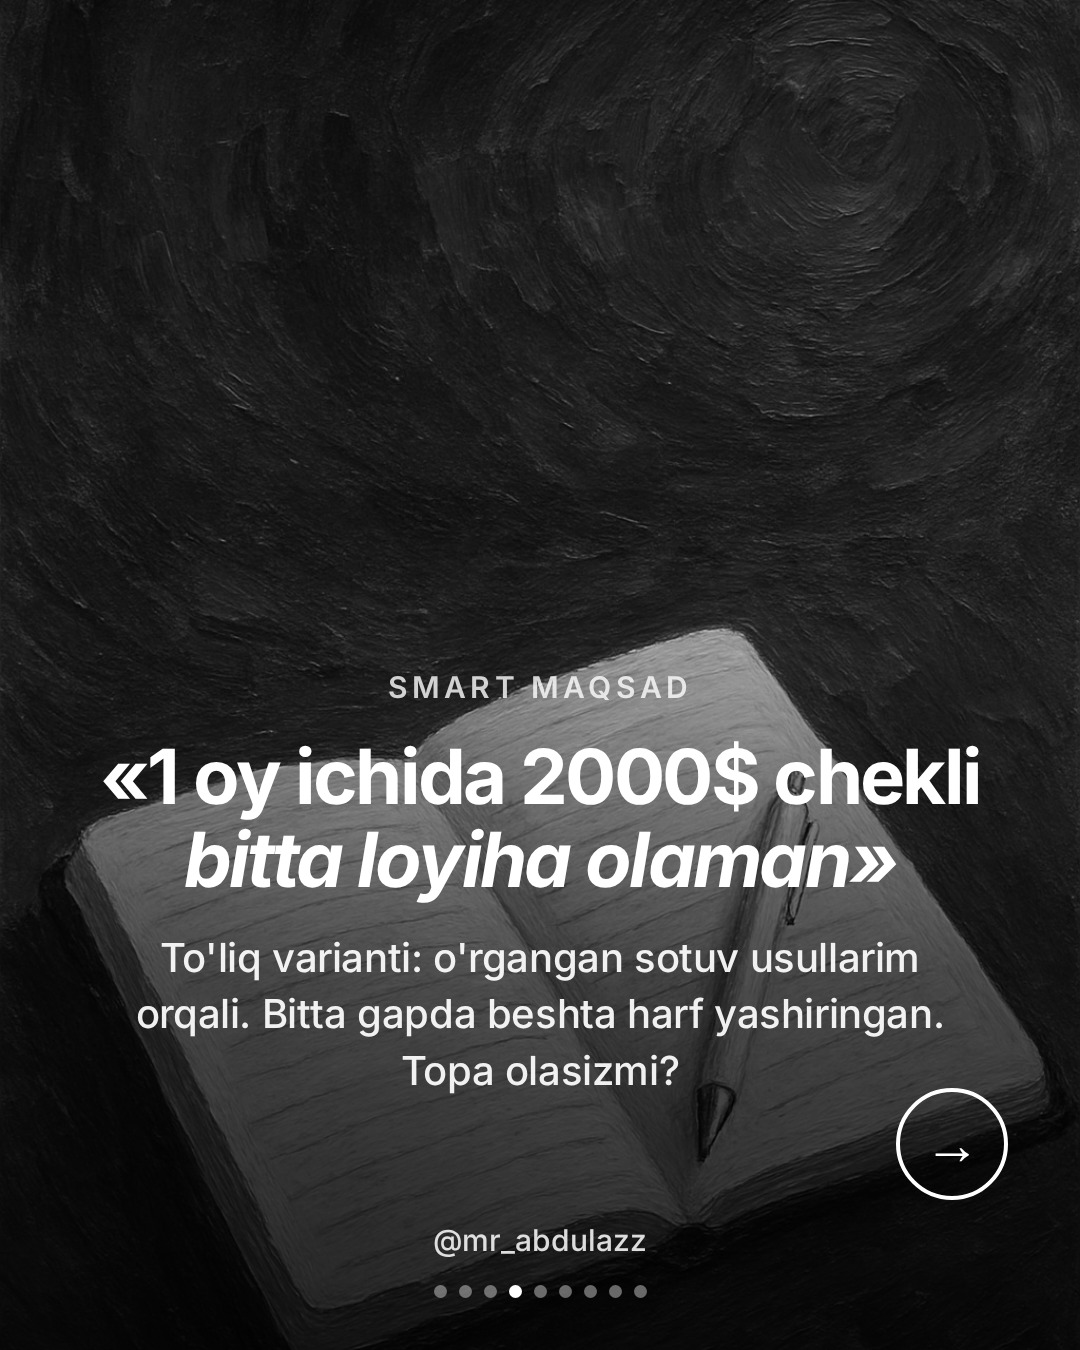 SMART MAQSAD
«1 oy ichida 2000$ chekli
bitta loyiha olaman»
To'liq varianti: o'rgangan sotuv usullarim
orqali. Bitta gapda beshta harf yashiringan.
Topa olasizmi?
→
@mr_abdulazz